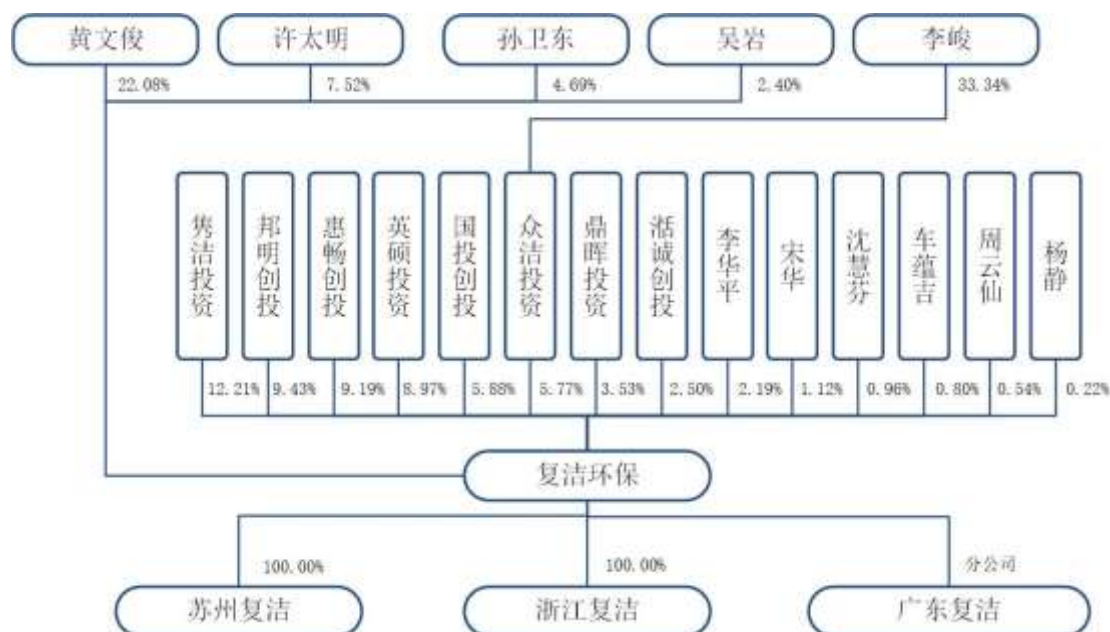 黄文俊
许太明
孙卫东
吴岩
李峻
22.08%
7.52%
4.69%
2.40%
33.34%
隽洁投资
邦明创投
惠畅创投
英硕投资
国投创投
众洁投资
鼎晖投资
湉诚创投
李华平
宋华
沈慧芬
车蕴吉
周云仙
杨静
12.21%
9.43%
9.19%
8.97%
5.88%
5.77%
3.53%
2.50%
2.19%
1.12%
0.96%
0.80%
0.54%
0.22%
复洁环保
100.00%
100.00%
分公司
苏州复洁
浙江复洁
广东复洁